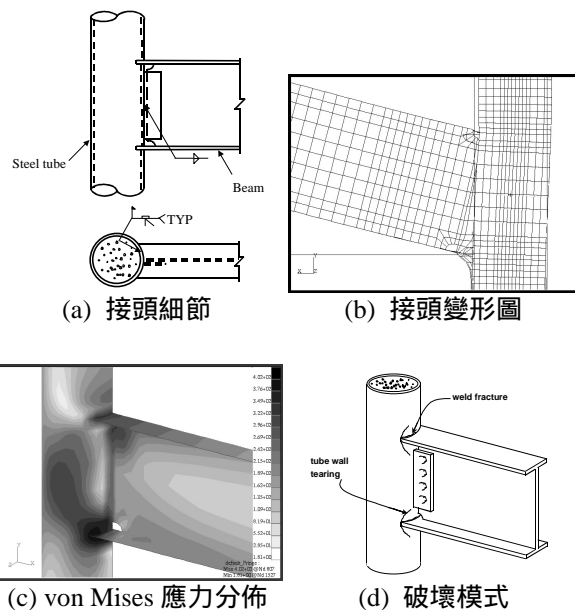 Steel tube
Beam
TYP
(a) 接頭細節
(b) 接頭變形圖
weld fracture
tube wall
tearing
(c) von Mises 應力分佈
(d) 破壞模式